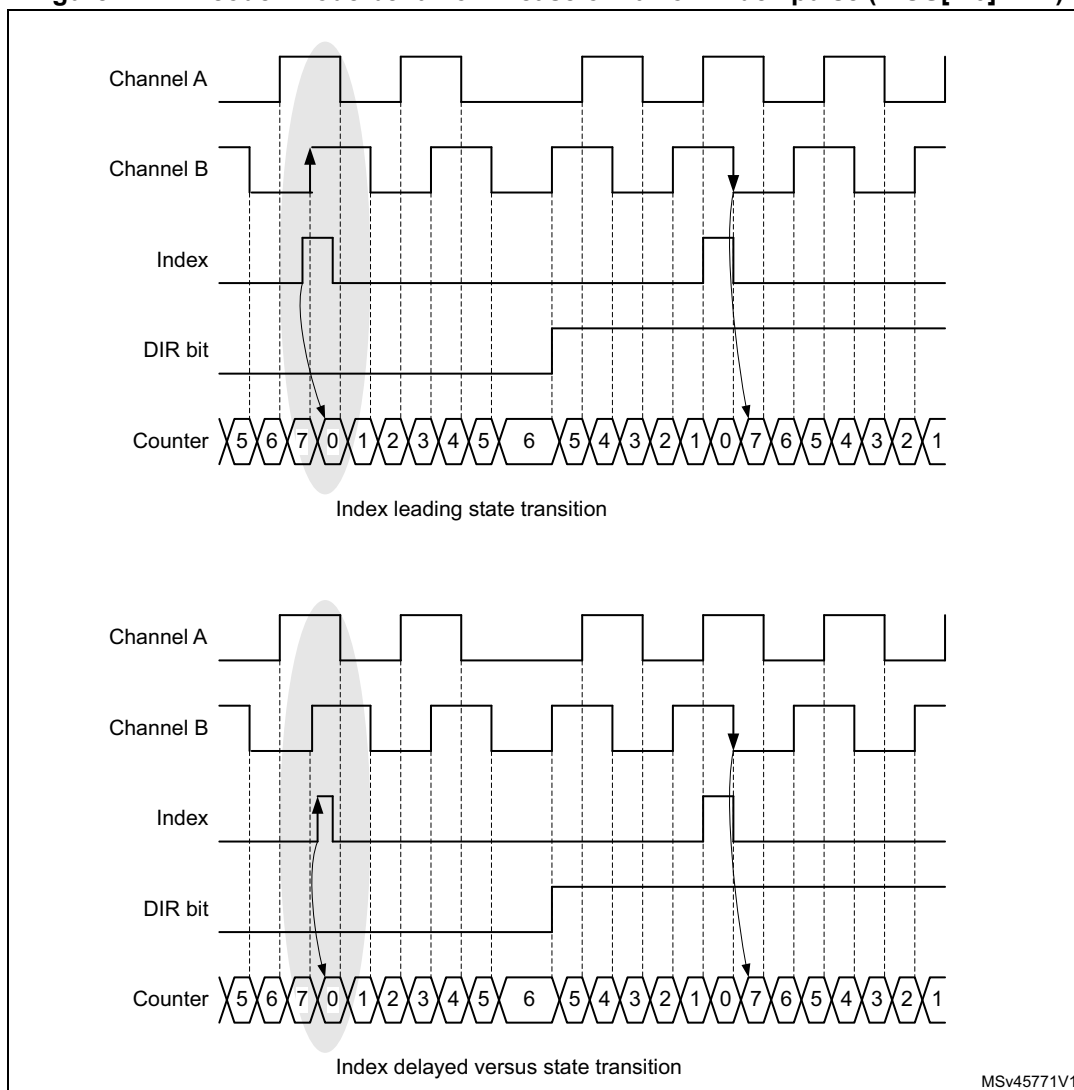 Channel A
Channel B
Index
DIR bit
Counter 5 6 7 0 1 2 3 4 5 6 5 4 3 2 1 0 7 6 5 4 3 2 1
Index leading state transition
Channel A
Channel B
Index
DIR bit
Counter 5 6 7 0 1 2 3 4 5 6 5 4 3 2 1 0 7 6 5 4 3 2 1
Index delayed versus state transition
MSv45771V1